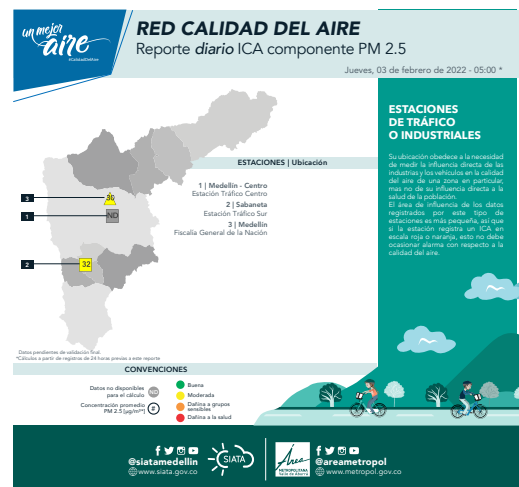 un mejor
aire
#CalidadDelAire
RED CALIDAD DEL AIRE
Reporte diario ICA componente PM 2.5
Jueves, 03 de febrero de 2022 - 05:00 *
3
30
1
ND
2
32
ESTACIONES | Ubicación
1 | Medellín - Centro
Estación Tráfico Centro
2 | Sabaneta
Estación Tráfico Sur
3 | Medellín
Fiscalía General de la Nación
ESTACIONES
DE TRÁFICO
O INDUSTRIALES
Su ubicación obedece a la necesidad
de medir la influencia directa de las
industrias y los vehículos en la calidad
del aire de una zona en particular,
mas no de su influencia directa a la
salud de la población.
El área de influencia de los datos
registrados por este tipo de
estaciones es más pequeña, así que
si la estación registra un ICA en
escala roja o naranja, esto no debe
ocasionar alarma con respecto a la
calidad del aire.
Datos pendientes de validación final.
*Cálculos a partir de registros de 24 horas previas a este reporte
CONVENCIONES
Datos no disponibles
para el cálculo
ND
Concentración promedio
PM 2.5 [µg/m³]
#
Buena
Moderada
Dañina a grupos
sensibles
Dañina a la salud
@siatamedellin
www.siata.gov.co
SIATA
Área
METROPOLITANA
Valle de Aburrá
@areametropol
www.metropol.gov.co